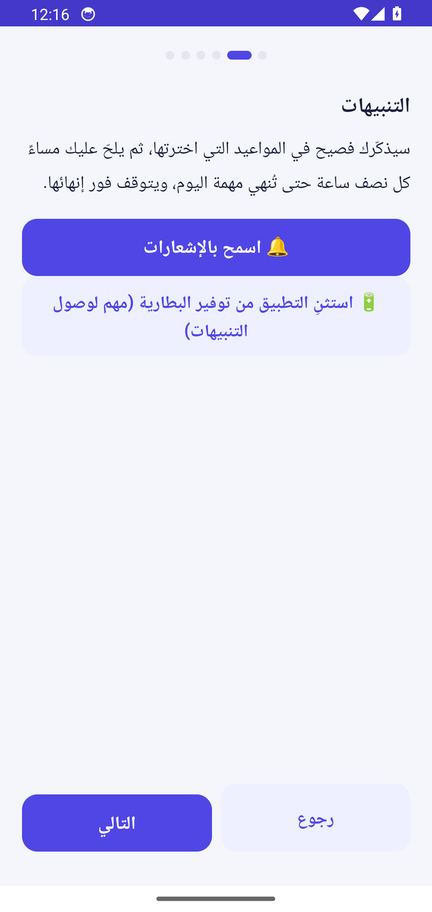 12:16
التنبيهات
سيذكّرك فصيح في المواعيد التي اخترتها، ثم يلحّ عليك مساءً
كل نصف ساعة حتى تُنهي مهمة اليوم، ويتوقف فور إنهائها.
🔔 اسمح بالإشعارات
🔋 استثنِ التطبيق من توفير البطارية (مهم لوصول
التنبيهات)
رجوع
التالي